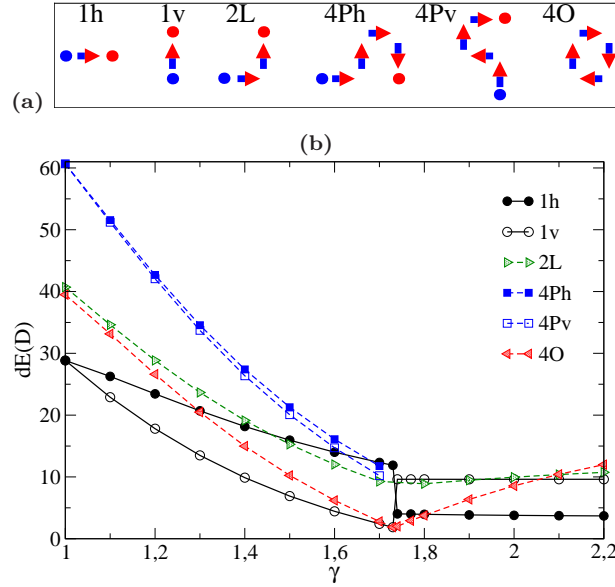 1h 1v 2L 4Ph 4Pv 4O
(a)
(b)
60
50
40
30
20
10
0
dE(D)
1h
1v
2L
4Ph
4Pv
4O
1 1,2 1,4 1,6 1,8 2 2,2
γ